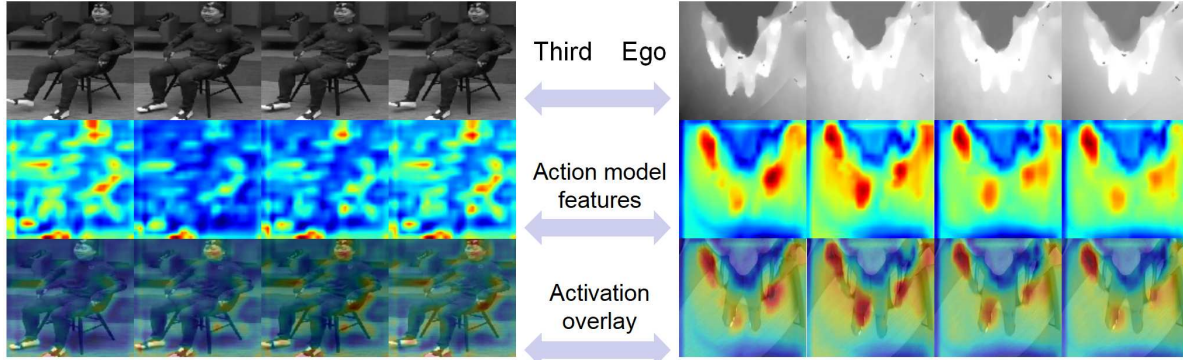 Third Ego
Action model
features
Activation
overlay